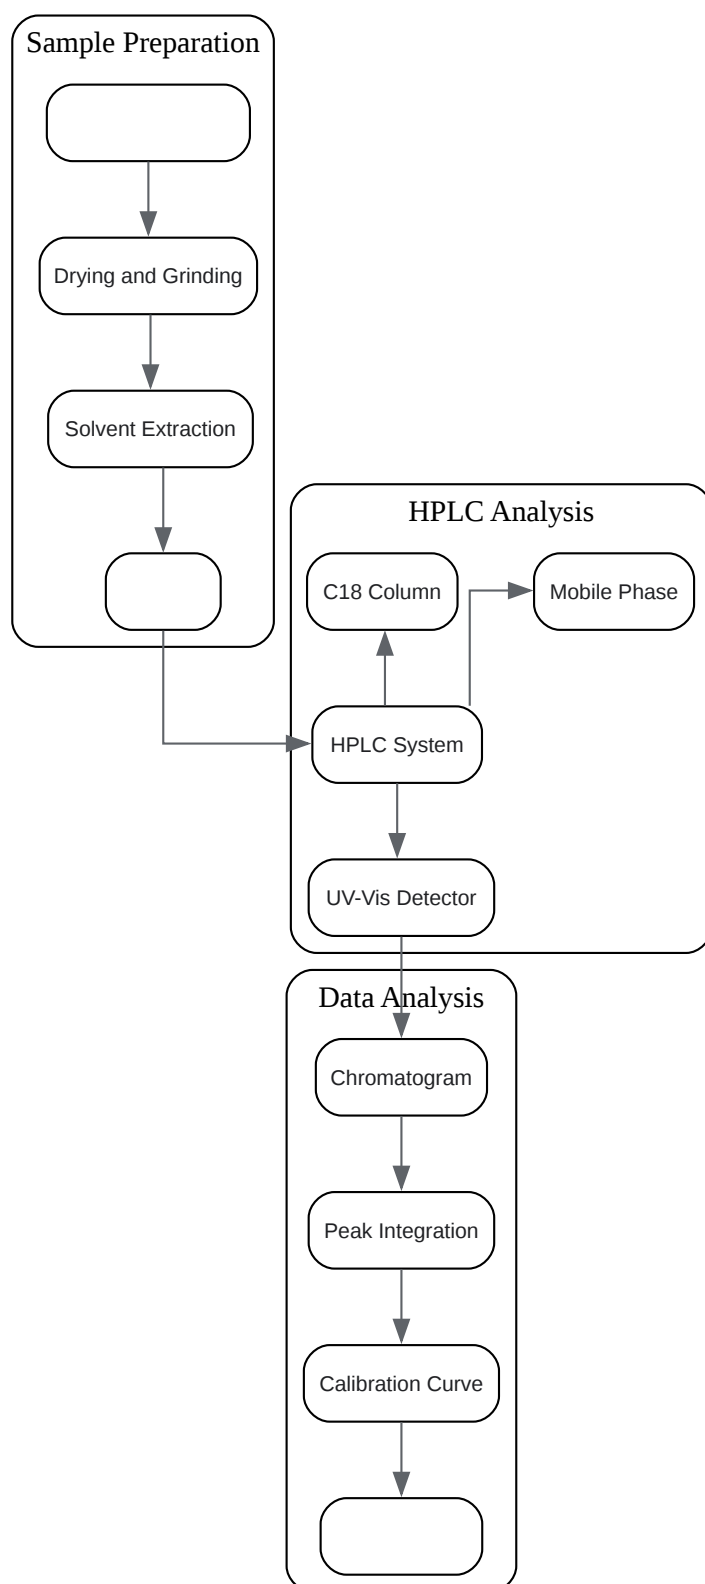 Sample Preparation
Drying and Grinding
Solvent Extraction
HPLC Analysis
C18 Column
Mobile Phase
HPLC System
UV-Vis Detector
Data Analysis
Chromatogram
Peak Integration
Calibration Curve